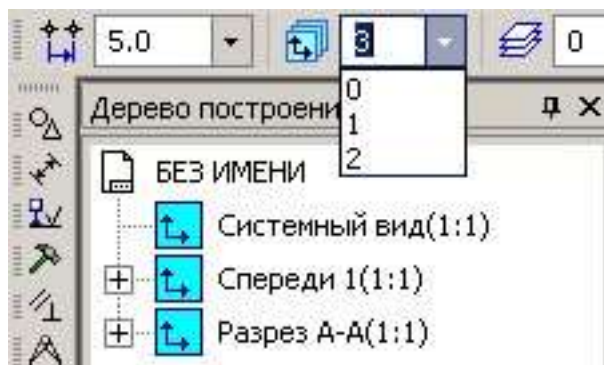 5.0 3 0
0
Дерево построени
1
2
БЕЗ ИМЕНИ
Системный вид(1:1)
Спереди 1(1:1)
Разрез А-А(1:1)